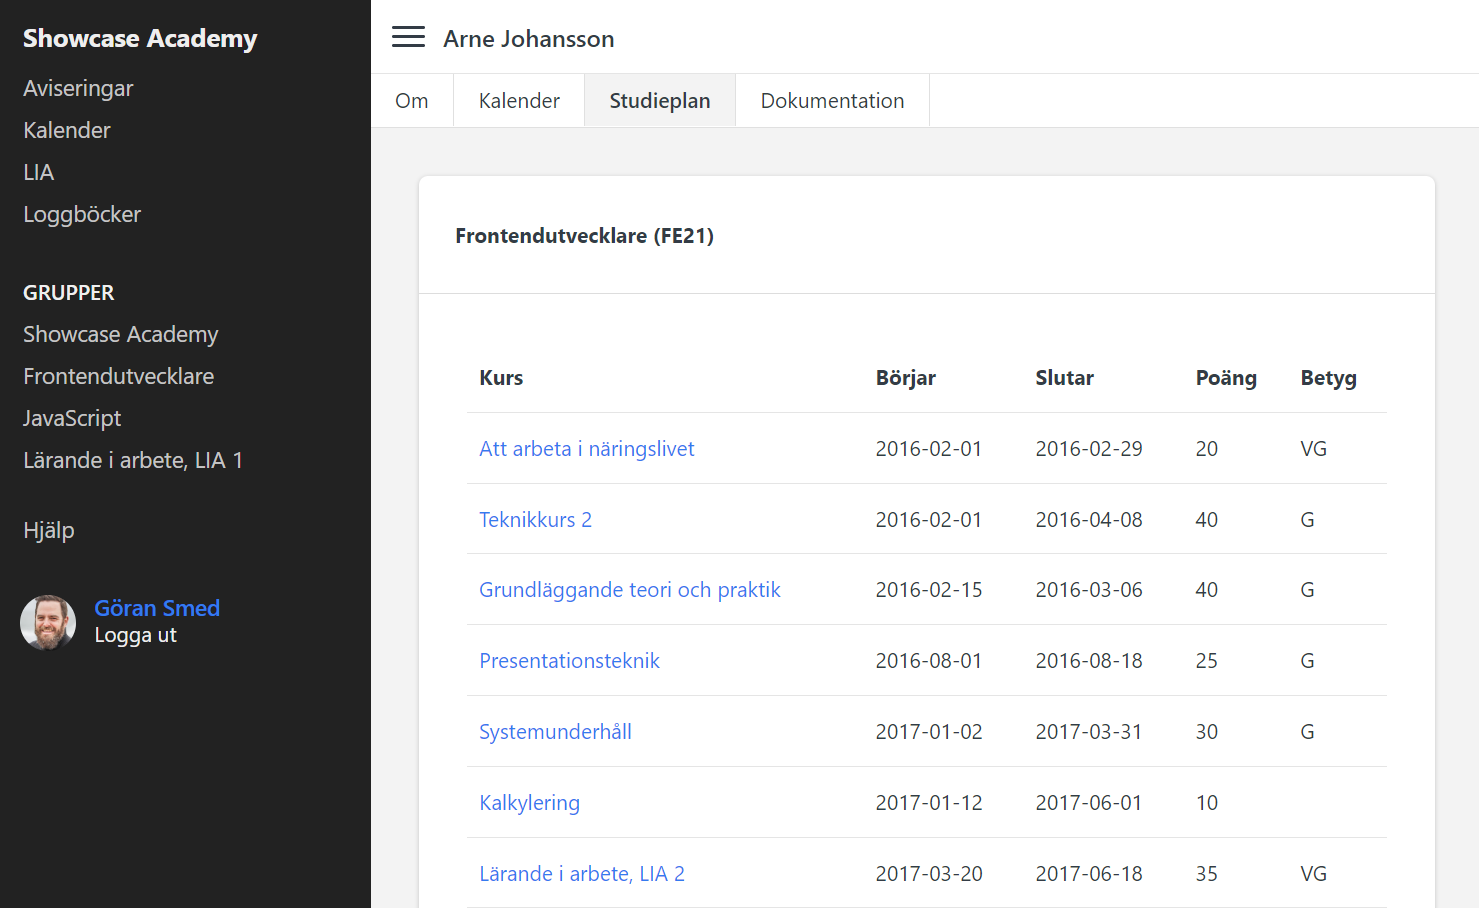 Showcase Academy
Aviseringar
Kalender
LIA
Loggböcker
GRUPPER
Showcase Academy
Frontendutvecklare
JavaScript
Lärande i arbete, LIA 1
Hjälp
Göran Smed
Logga ut
Arne Johansson
Om Kalender Studieplan Dokumentation
Frontendutvecklare (FE21)
Kurs Börjar Slutar Poäng Betyg
Att arbeta i näringslivet 2016-02-01 2016-02-29 20 VG
Teknikkurs 2 2016-02-01 2016-04-08 40 G
Grundläggande teori och praktik 2016-02-15 2016-03-06 40 G
Presentationsteknik 2016-08-01 2016-08-18 25 G
Systemunderhåll 2017-01-02 2017-03-31 30 G
Kalkylering 2017-01-12 2017-06-01 10
Lärande i arbete, LIA 2 2017-03-20 2017-06-18 35 VG